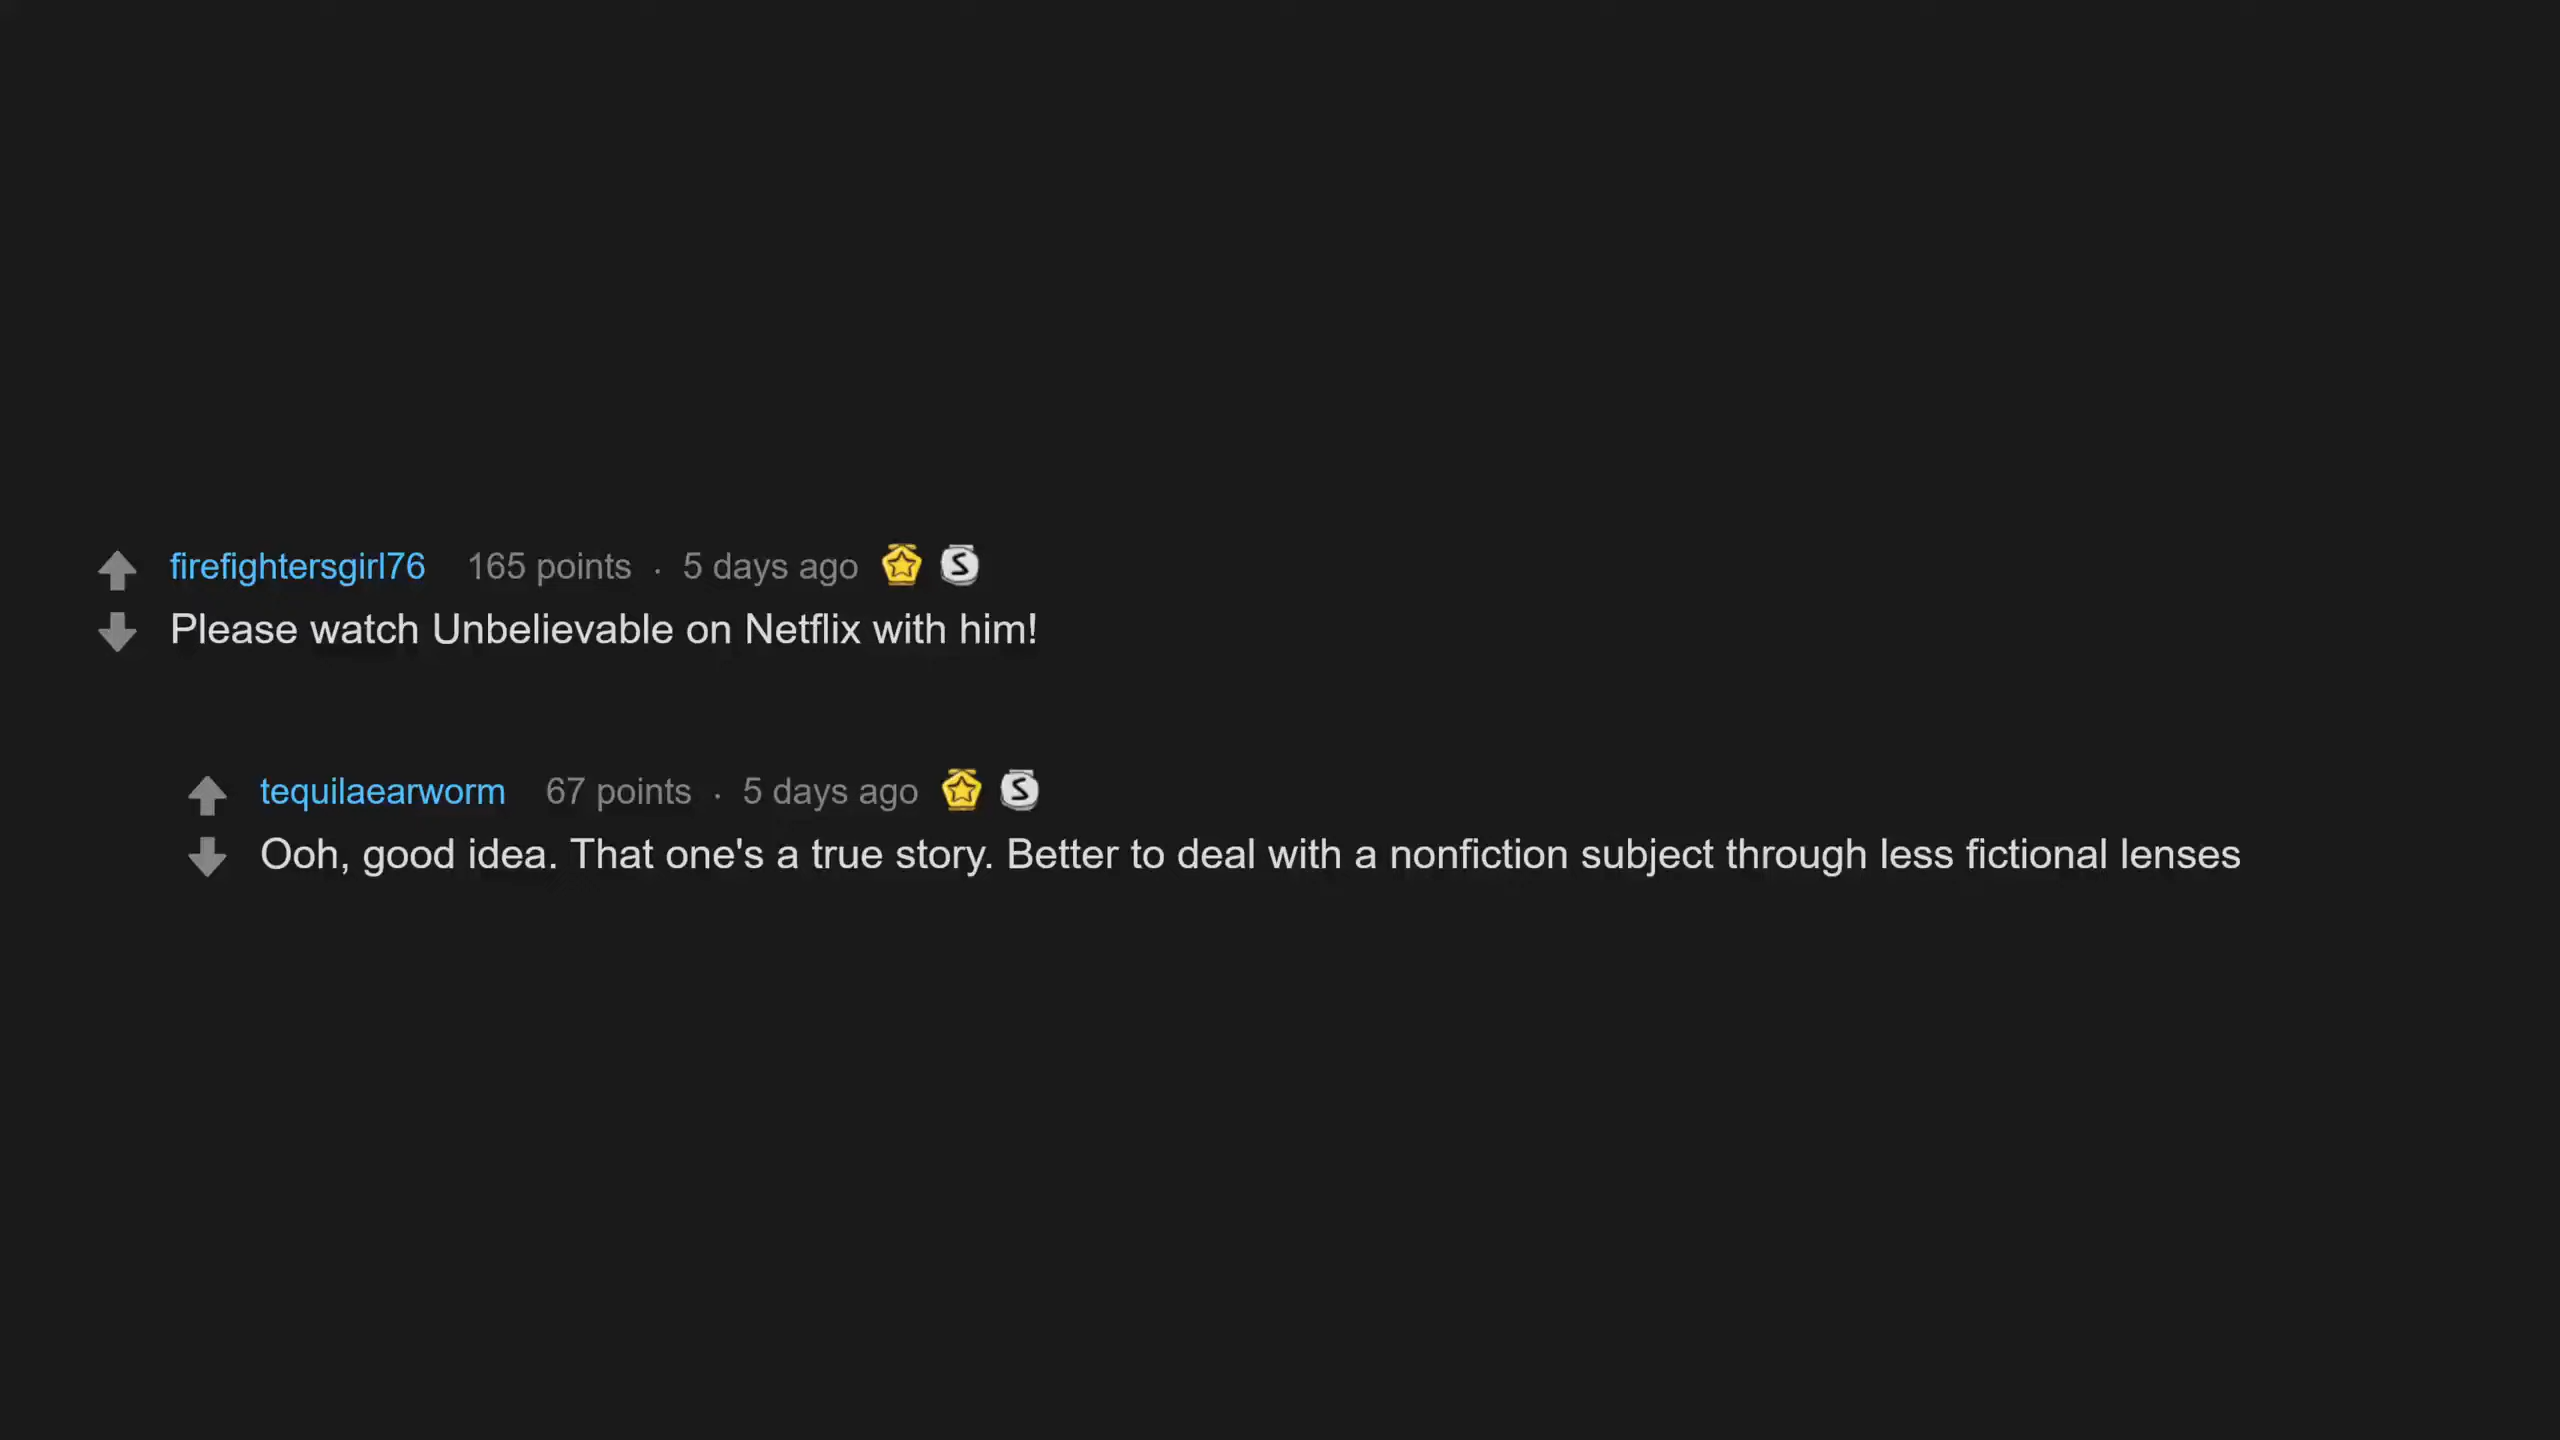 firefightersgirl76 165 points · 5 days ago
Please watch Unbelievable on Netflix with him!
tequilaearworm 67 points · 5 days ago
Ooh, good idea. That one's a true story. Better to deal with a nonfiction subject through less fictional lenses